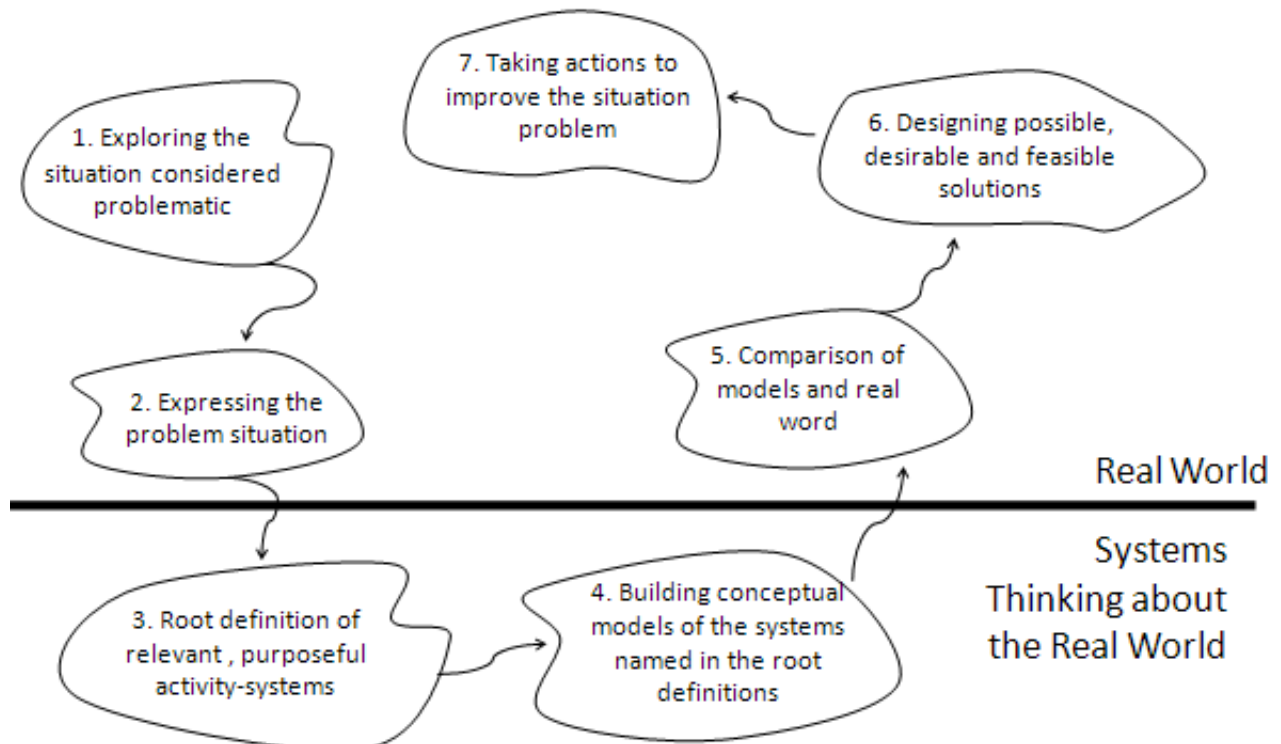 1. Exploring the
situation considered
problematic
2. Expressing the
problem situation
3. Root definition of
relevant , purposeful
activity-systems
4. Building conceptual
models of the systems
named in the root
definitions
5. Comparison of
models and real
word
6. Designing possible,
desirable and feasible
solutions
7. Taking actions to
improve the situation
problem
Real World
Systems
Thinking about
the Real World